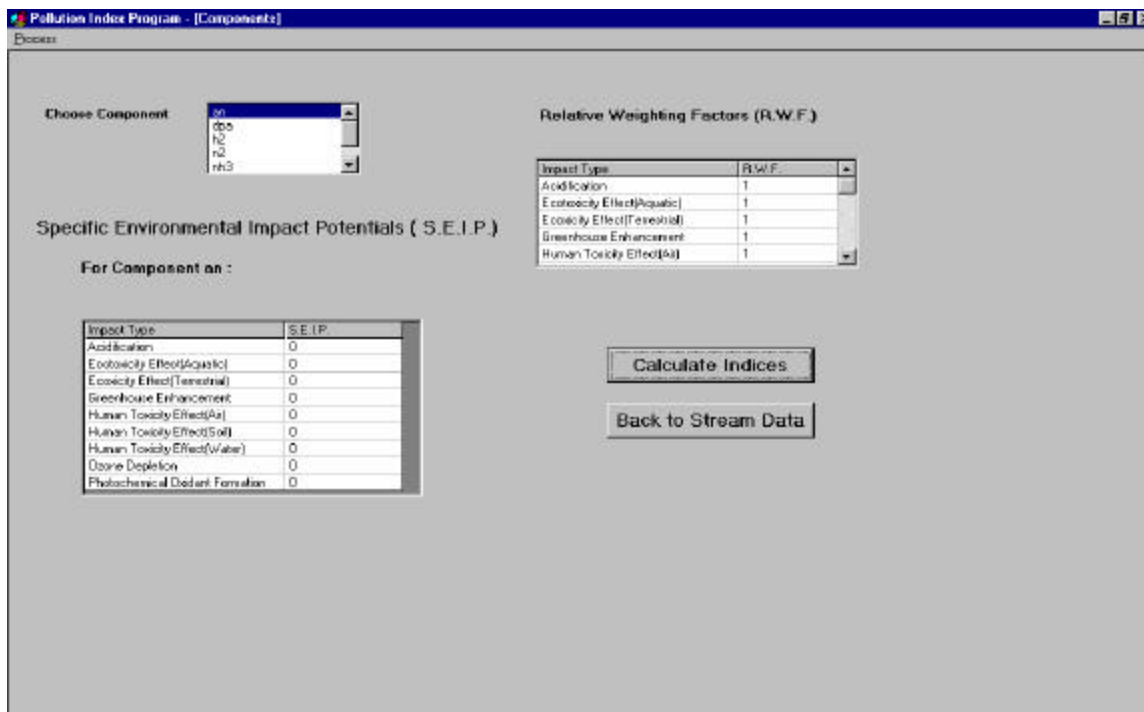 Pollution Index Program - [Components]
Process
Choose Component
an
dpa
h2
n2
nh3
Relative Weighting Factors (R.W.F.)
Impact Type R.W.F.
Acidification 1
Ecotoxicity Effect(Aquatic) 1
Ecoxicity Effect(Terrestrial) 1
Greenhouse Enhancement 1
Human Toxicity Effect(Air) 1
Specific Environmental Impact Potentials ( S.E.I.P.)
For Component an :
Impact Type S.E.I.P.
Acidification 0
Ecotoxicity Effect(Aquatic) 0
Ecoxicity Effect(Terrestrial) 0
Greenhouse Enhancement 0
Human Toxicity Effect(Air) 0
Human Toxicity Effect(Soil) 0
Human Toxicity Effect(Water) 0
Ozone Depletion 0
Photochemical Oxidant Formation 0
Calculate Indices
Back to Stream Data